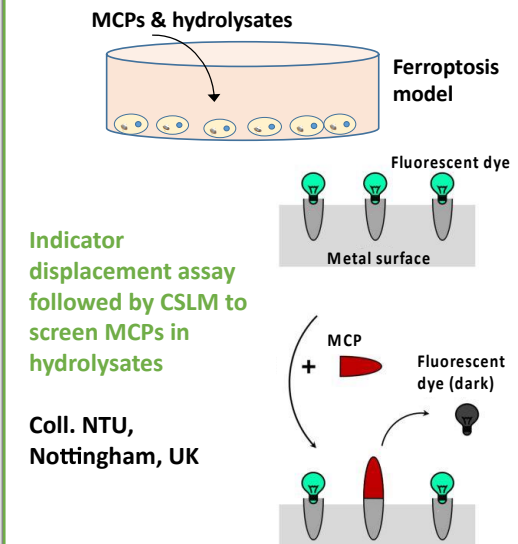 MCPs & hydrolysates
Ferroptosis
model
Fluorescent dye
Metal surface
Indicator
displacement assay
followed by CSLM to
screen MCPs in
hydrolysates
MCP
+
Fluorescent
dye (dark)
Coll. NTU,
Nottingham, UK